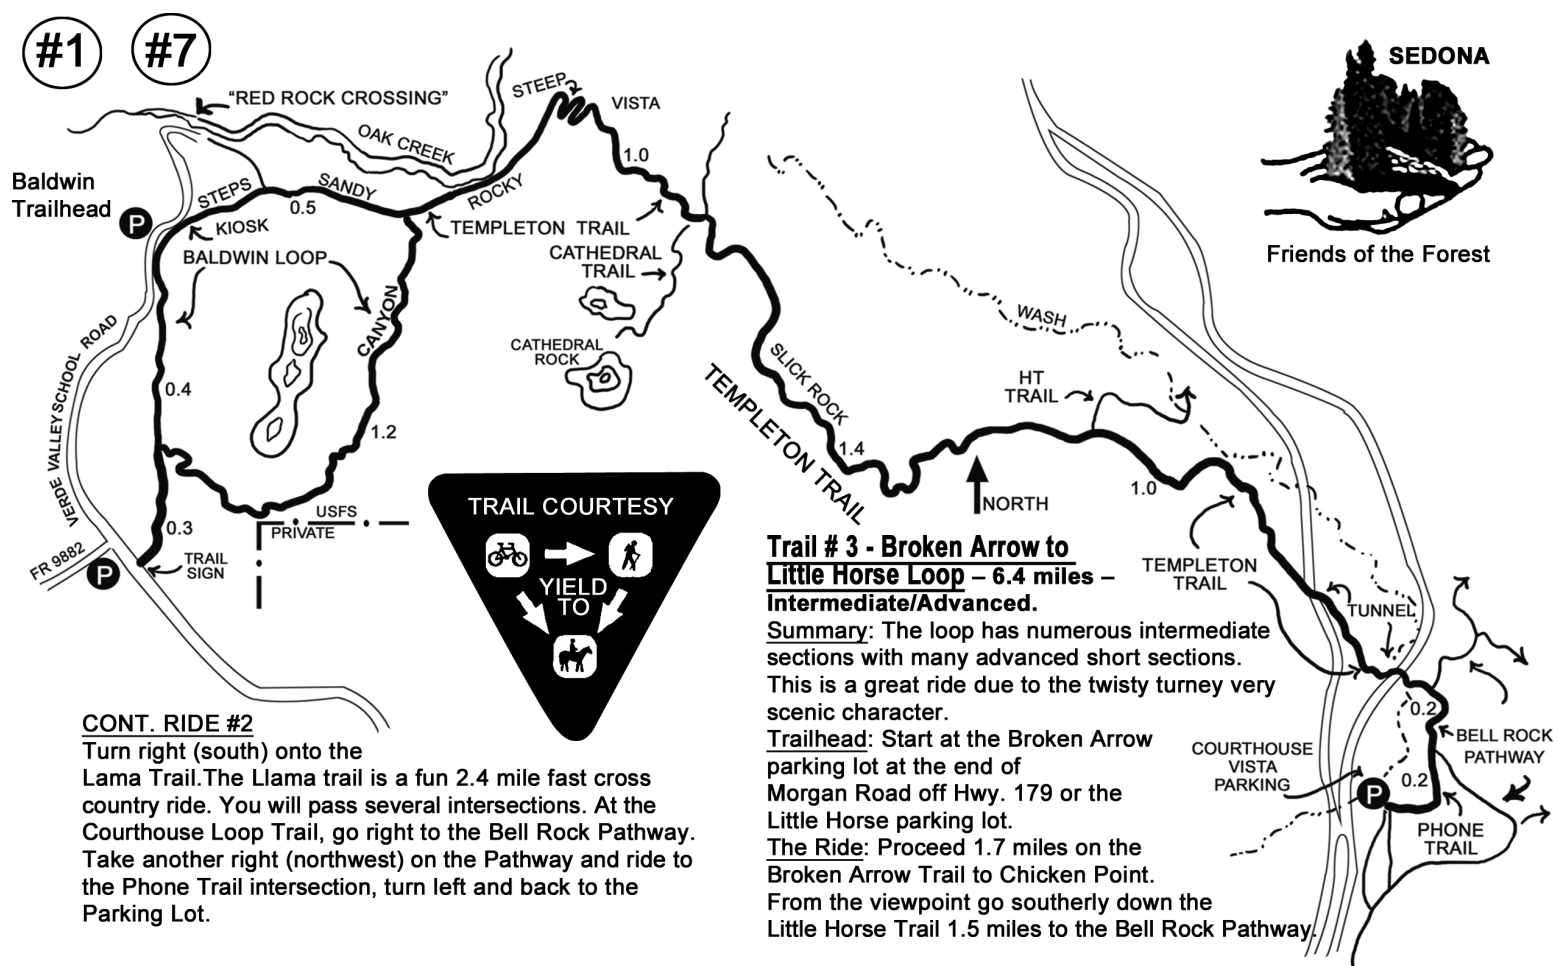 #1
#7
"RED ROCK CROSSING"
OAK CREEK
STEEP
VISTA
1.0
SEDONA
Friends of the Forest
Baldwin
Trailhead
P
STEPS
SANDY
0.5
ROCKY
KIOSK
TEMPLETON TRAIL
BALDWIN LOOP
CATHEDRAL
TRAIL
CATHEDRAL
ROCK
CANYON
VERDE VALLEY SCHOOL ROAD
0.4
1.2
0.3
USFS
PRIVATE
TRAIL
SIGN
FR 9882
P
WASH
SLICK ROCK
TEMPLETON TRAIL
HT
TRAIL
1.4
1.0
NORTH
TRAIL COURTESY
YIELD
TO
TEMPLETON
TRAIL
TUNNEL
0.2
BELL ROCK
PATHWAY
COURTHOUSE
VISTA
PARKING
P
0.2
PHONE
TRAIL
CONT. RIDE #2
Turn right (south) onto the
Lama Trail.The Llama trail is a fun 2.4 mile fast cross
country ride. You will pass several intersections. At the
Courthouse Loop Trail, go right to the Bell Rock Pathway.
Take another right (northwest) on the Pathway and ride to
the Phone Trail intersection, turn left and back to the
Parking Lot.
Trail # 3 - Broken Arrow to
Little Horse Loop – 6.4 miles –
Intermediate/Advanced.
Summary: The loop has numerous intermediate
sections with many advanced short sections.
This is a great ride due to the twisty turney very
scenic character.
Trailhead: Start at the Broken Arrow
parking lot at the end of
Morgan Road off Hwy. 179 or the
Little Horse parking lot.
The Ride: Proceed 1.7 miles on the
Broken Arrow Trail to Chicken Point.
From the viewpoint go southerly down the
Little Horse Trail 1.5 miles to the Bell Rock Pathway.